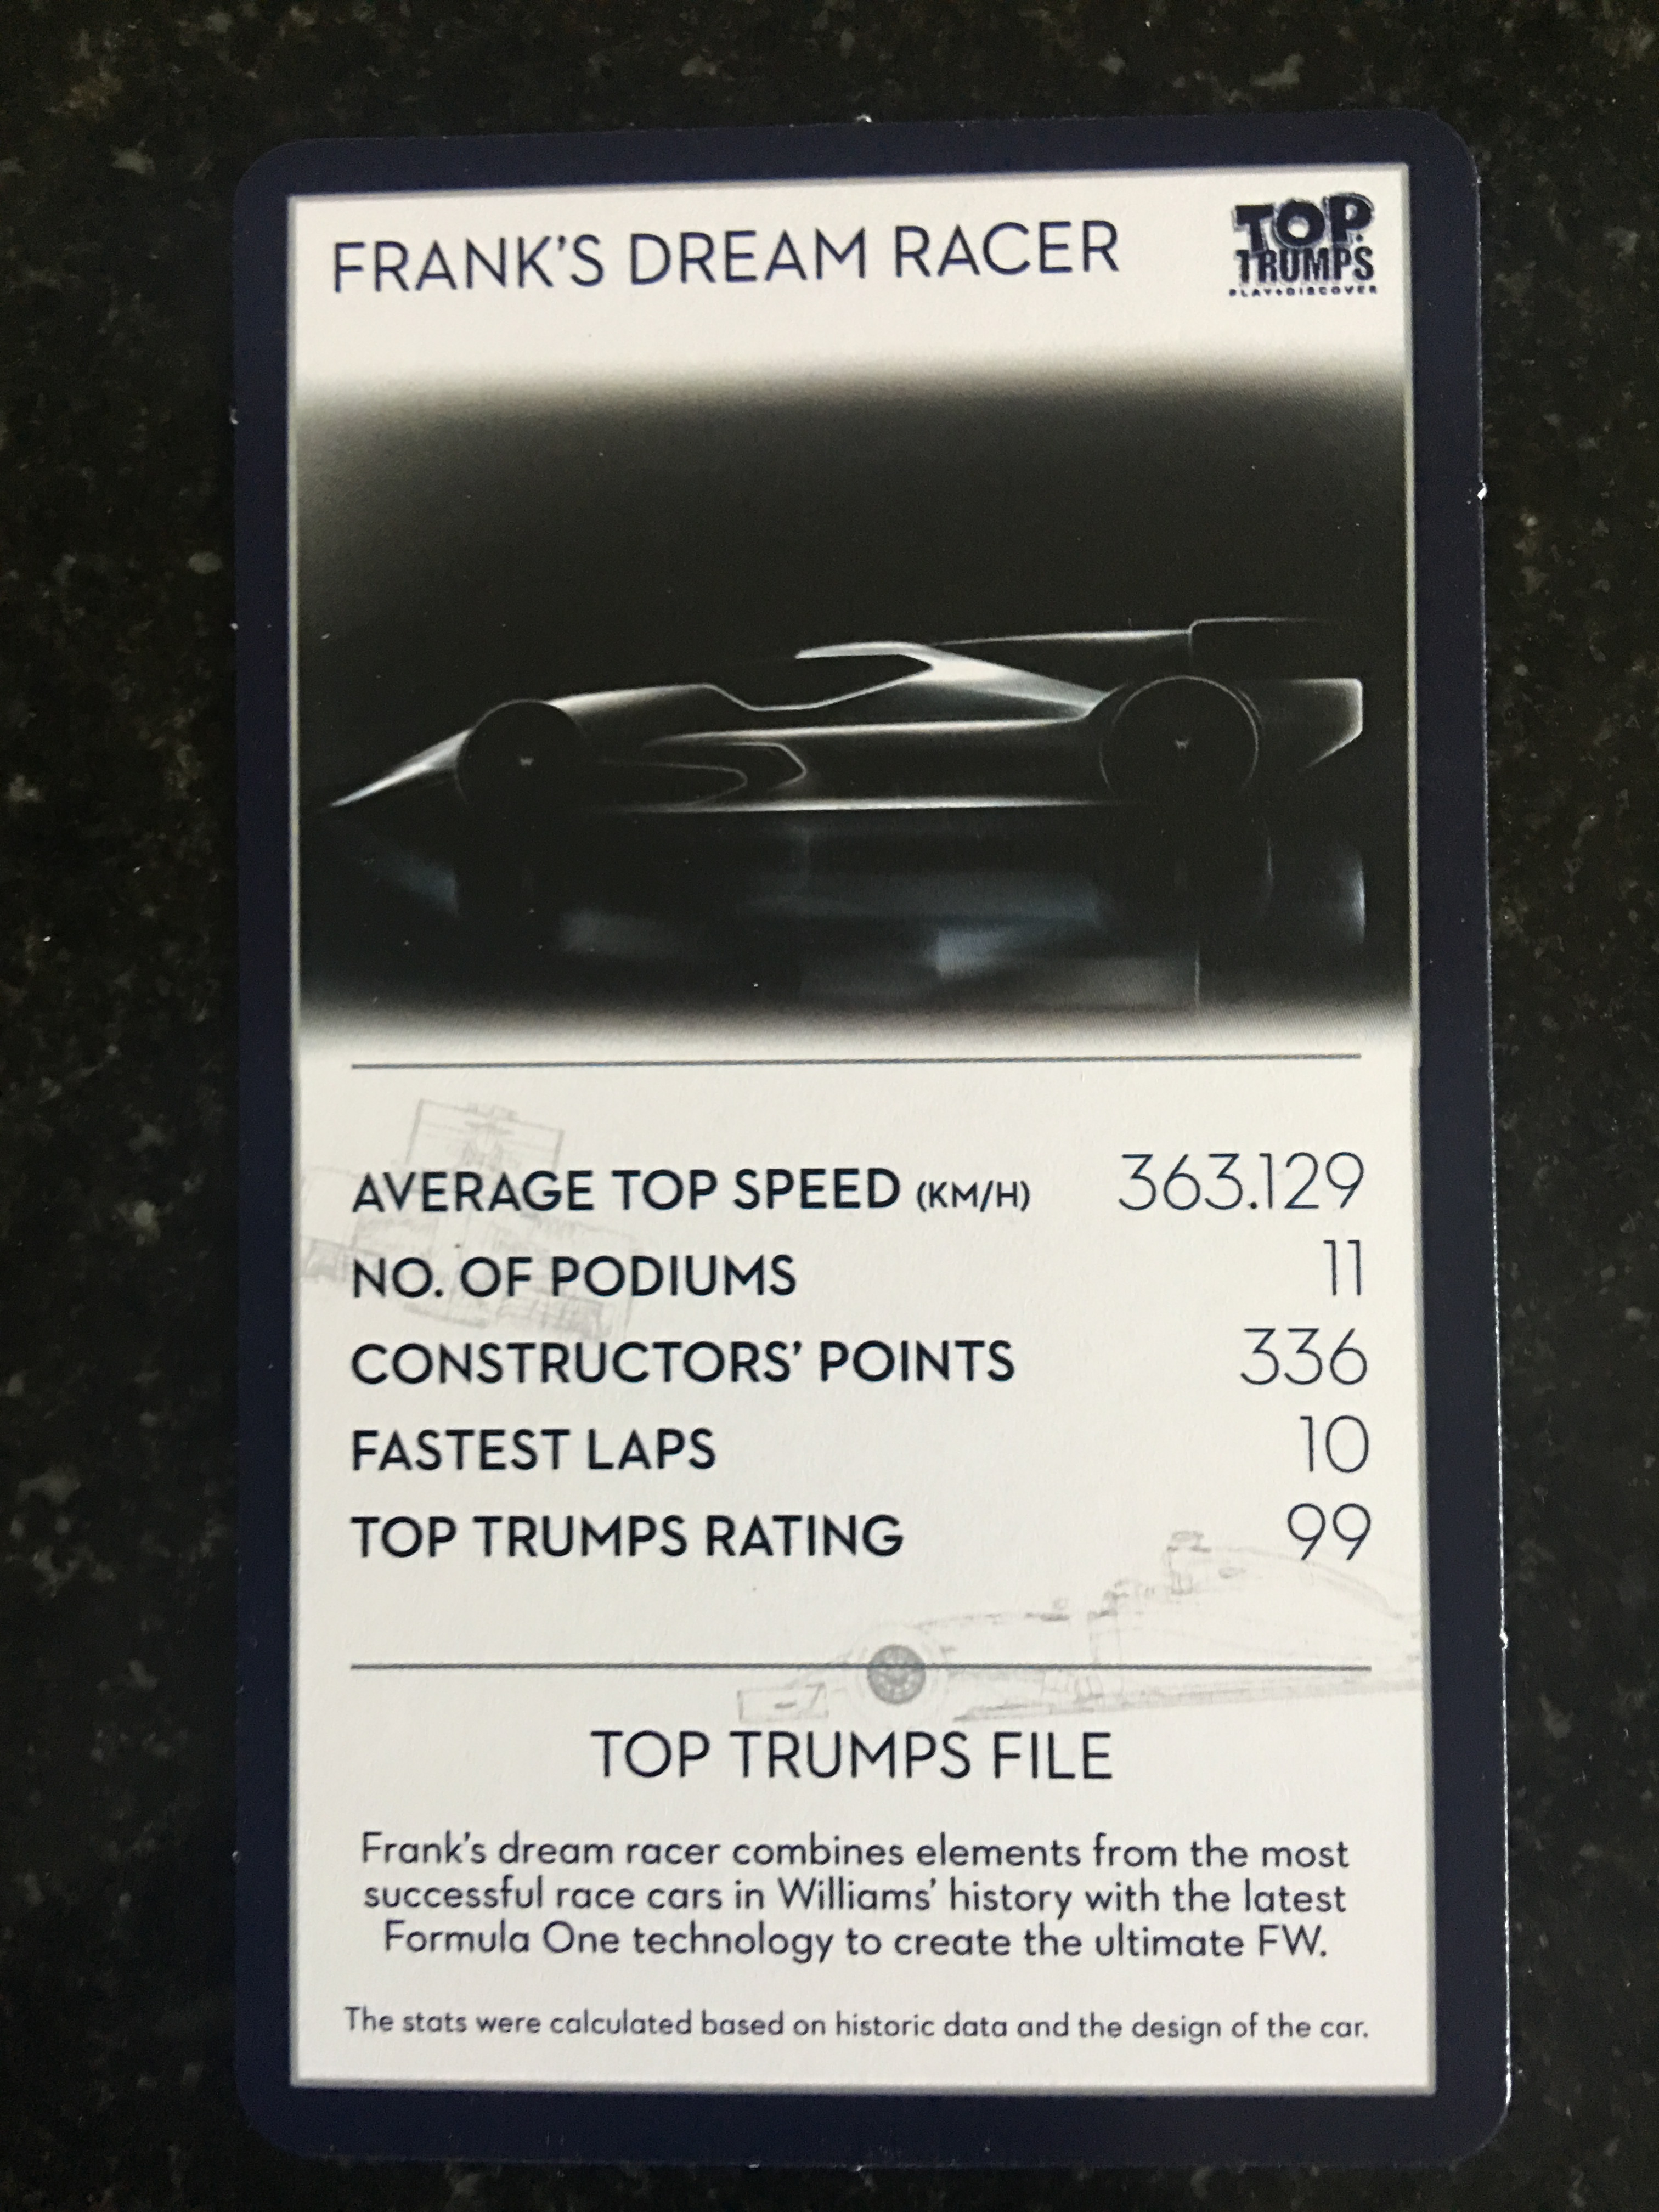 FRANK'S DREAM RACER
TOP TRUMPS
PLAY+DISCOVER
W W
AVERAGE TOP SPEED (KM/H) 363.129
NO. OF PODIUMS 11
CONSTRUCTORS' POINTS 336
FASTEST LAPS 10
TOP TRUMPS RATING 99
TOP TRUMPS FILE
Frank's dream racer combines elements from the most
successful race cars in Williams' history with the latest
Formula One technology to create the ultimate FW.
The stats were calculated based on historic data and the design of the car.